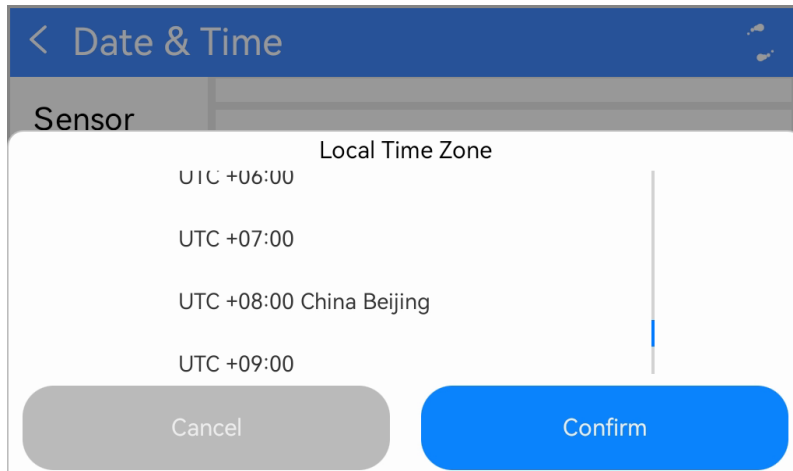 Date & Time
Sensor
Local Time Zone
UTC +06:00
UTC +07:00
UTC +08:00 China Beijing
UTC +09:00
Cancel
Confirm